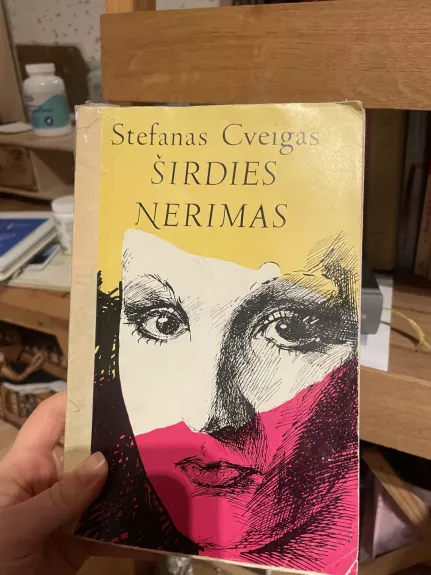 Stefanas Cveigas
ŠIRDIES
NERIMAS